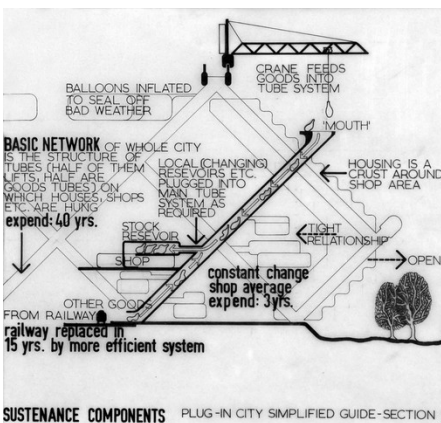 BALLOONS INFLATED
TO SEAL OFF
BAD WEATHER
CRANE FEEDS
GOODS INTO
TUBE SYSTEM
'MOUTH'
BASIC NETWORK OF WHOLE CITY
IS THE STRUCTURE OF
TUBES (HALF OF THEM
LIFTS, HALF ARE
GOODS TUBES) ON
WHICH HOUSES, SHOPS
ETC. ARE HUNG
expend: 40 yrs.
LOCAL (CHANGING)
RESEVOIRS ETC.
PLUGGED INTO
MAIN TUBE
SYSTEM AS
REQUIRED
HOUSING IS A
CRUST AROUND
SHOP AREA
STOCK
RESEVOIR
SHOP
TIGHT
RELATIONSHIP
OPEN
constant change
shop average
expend: 3yrs.
OTHER GOODS
FROM RAILWAY
railway replaced in
15 yrs. by more efficient system
SUSTENANCE COMPONENTS PLUG-IN CITY SIMPLIFIED GUIDE-SECTION